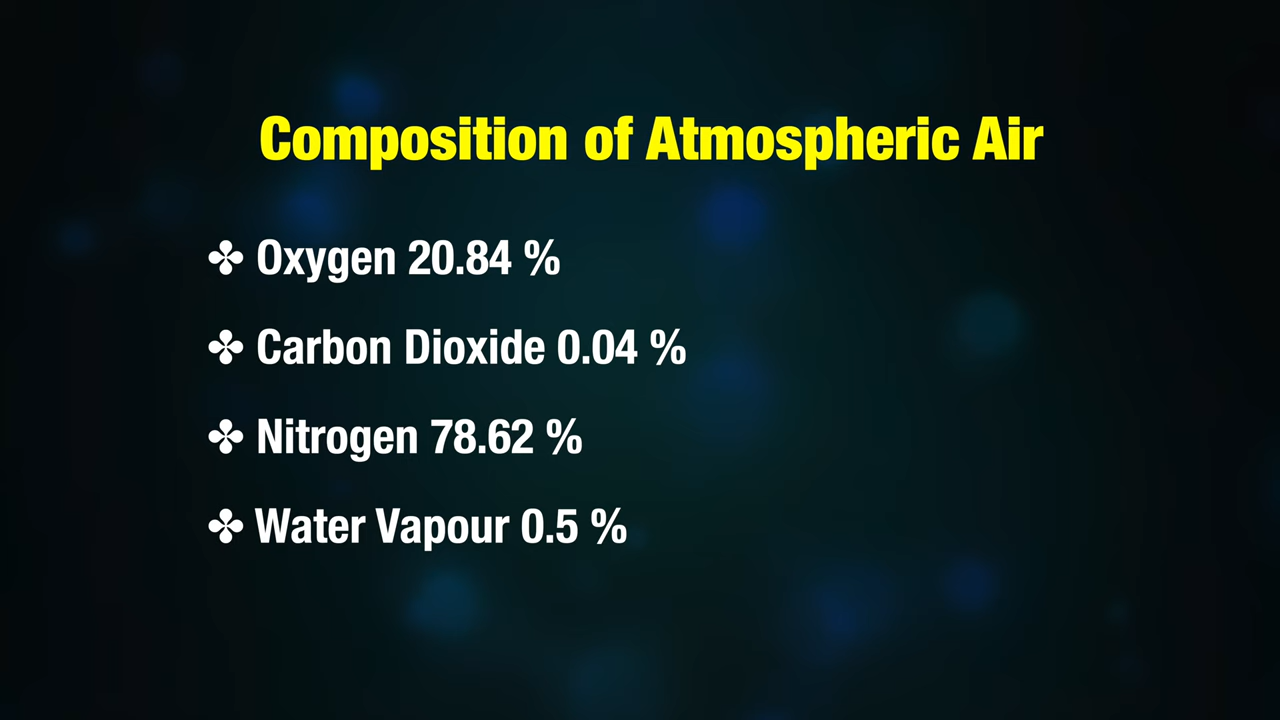 Composition of Atmospheric Air
✤ Oxygen 20.84 %
✤ Carbon Dioxide 0.04 %
✤ Nitrogen 78.62 %
✤ Water Vapour 0.5 %